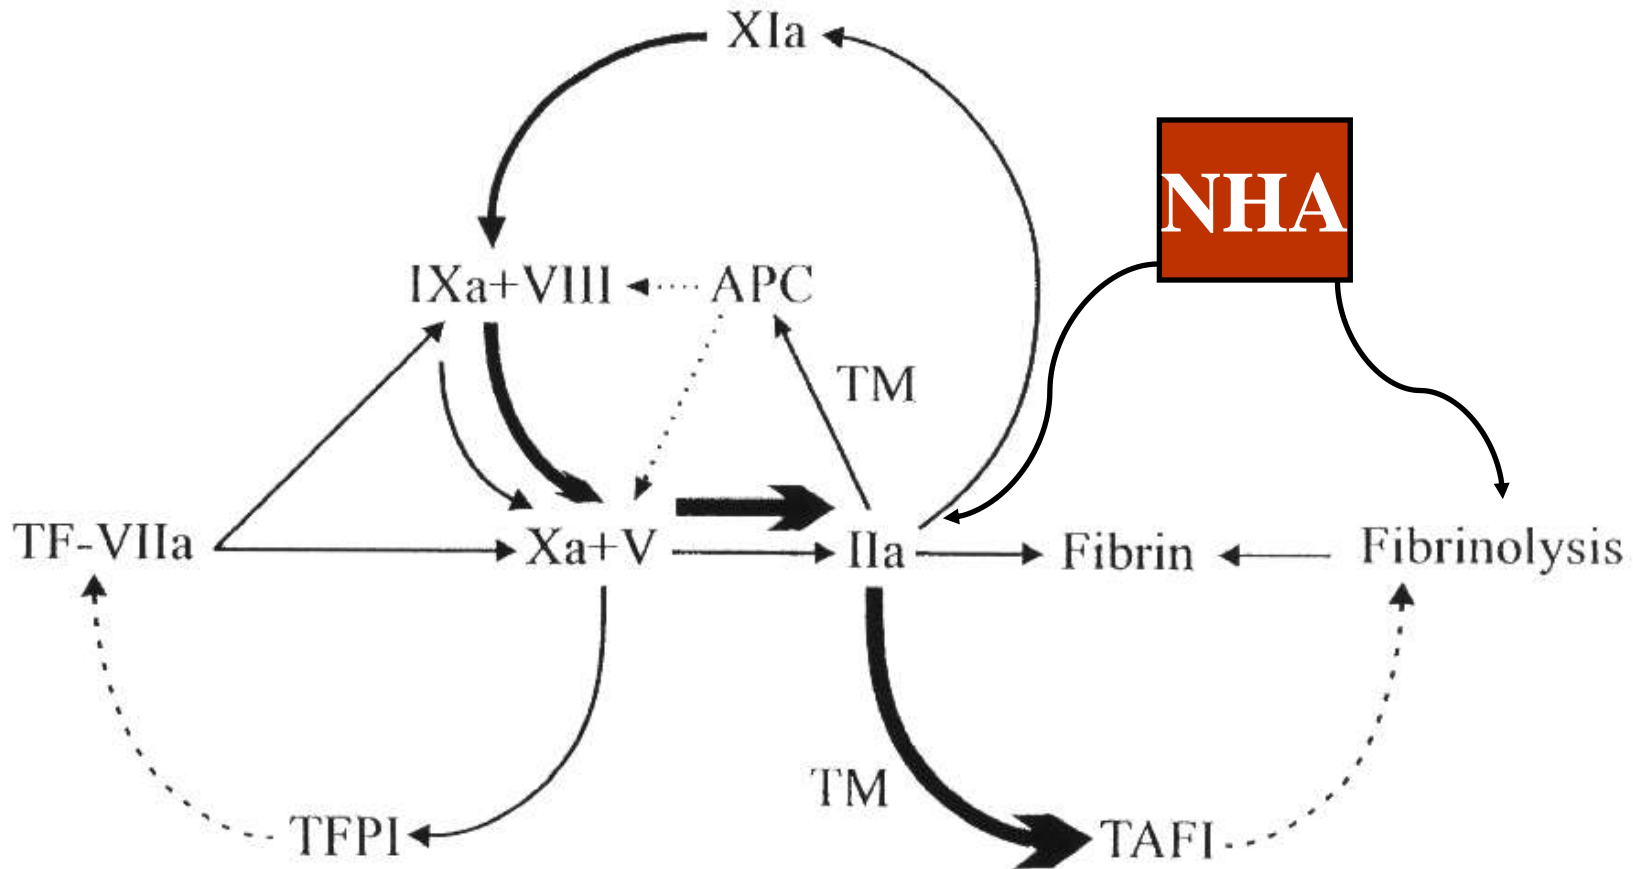 XIa
NHA
IXa+VIII
APC
TM
TF-VIIa
Xa+V
IIa
Fibrin
Fibrinolysis
TM
TFPI
TAFI